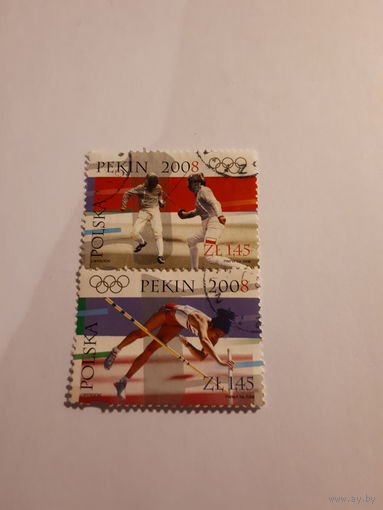 PEKIN 2008
POLSKA
ZŁ 1.45
PEKIN 2008
POLSKA
ZŁ 1.45
www.ay.by